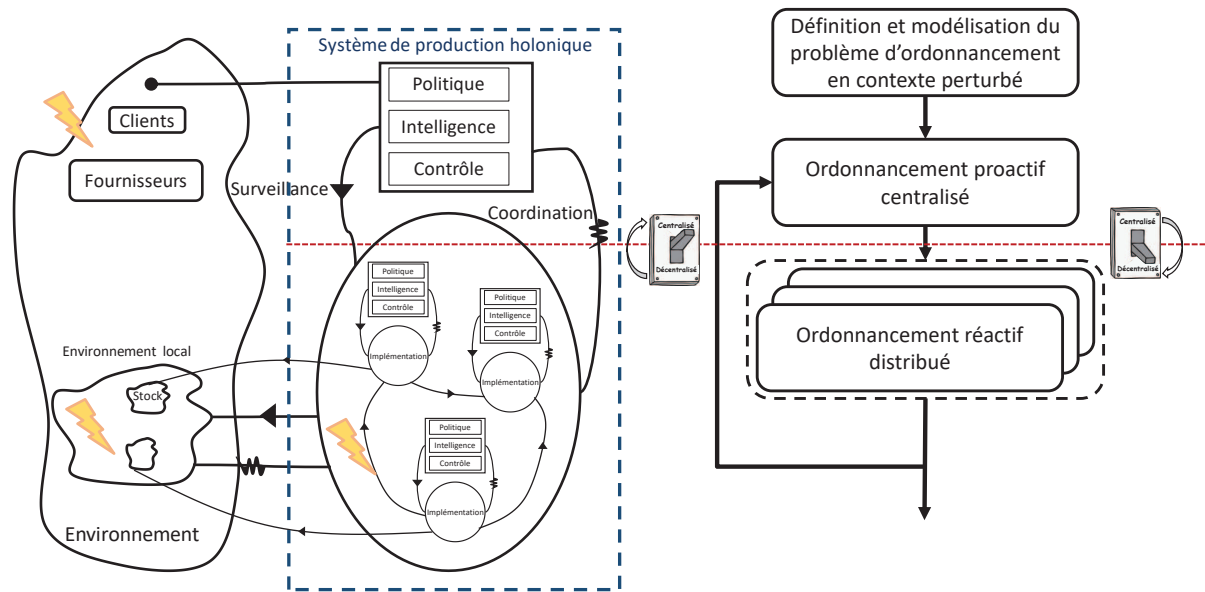 Système de production holonique
Politique
Intelligence
Contrôle
Clients
Fournisseurs
Surveillance
Coordination
Politique
Intelligence
Contrôle
Implémentation
Politique
Intelligence
Contrôle
Implémentation
Environnement local
Stock
Politique
Intelligence
Contrôle
Implémentation
Environnement
Définition et modélisation du
problème d'ordonnancement
en contexte perturbé
Ordonnancement proactif
centralisé
Centralisé
Décentralisé
Centralisé
Décentralisé
Ordonnancement réactif
distribué